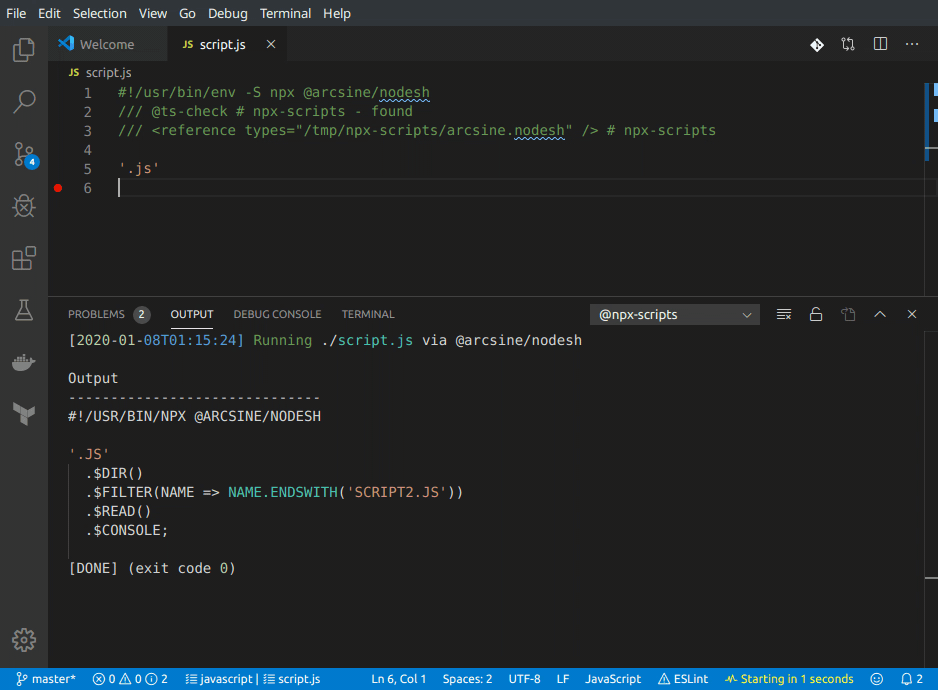 File Edit Selection View Go Debug Terminal Help
Welcome JS script.js
JS script.js
1 #!/usr/bin/env -S npx @arcsine/nodesh
2 /// @ts-check # npx-scripts - found
3 /// <reference types="/tmp/npx-scripts/arcsine.nodesh" /> # npx-scripts
4
5 '.js'
6
4
PROBLEMS 2 OUTPUT DEBUG CONSOLE TERMINAL @npx-scripts
[2020-01-08T01:15:24] Running ./script.js via @arcsine/nodesh
Output
------------------------------
#!/USR/BIN/NPX @ARCSINE/NODESH
'.JS'
.$DIR()
.$FILTER(NAME => NAME.ENDSWITH('SCRIPT2.JS'))
.$READ()
.$CONSOLE;
[DONE] (exit code 0)
master* 0 0 2 javascript | script.js Ln 6, Col 1 Spaces: 2 UTF-8 LF JavaScript ESLint Starting in 1 seconds 2